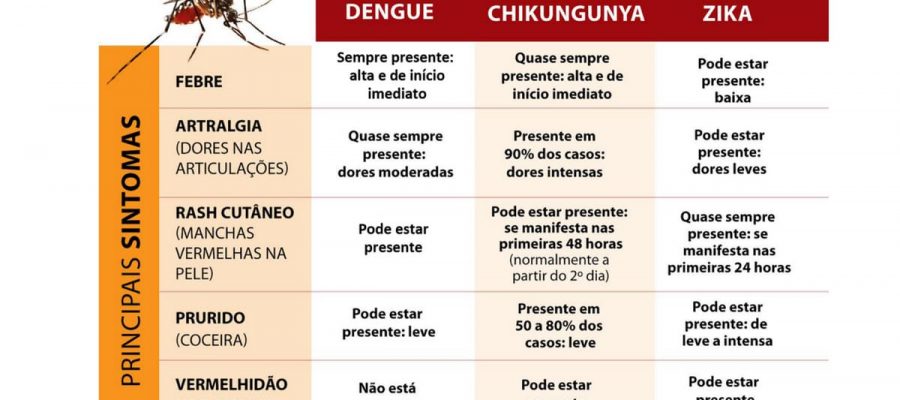 DENGUE
CHIKUNGUNYA
ZIKA
PRINCIPAIS SINTOMAS
FEBRE
Sempre presente:
alta e de início
imediato
Quase sempre
presente: alta e de
início imediato
Pode estar
presente:
baixa
ARTRALGIA
(DORES NAS
ARTICULAÇÕES)
Quase sempre
presente:
dores moderadas
Presente em
90% dos casos:
dores intensas
Pode estar
presente:
dores leves
RASH CUTÂNEO
(MANCHAS
VERMELHAS NA
PELE)
Pode estar
presente
Pode estar presente:
se manifesta nas
primeiras 48 horas
(normalmente a
partir do 2º dia)
Quase sempre
presente: se
manifesta nas
primeiras 24 horas
PRURIDO
(COCEIRA)
Pode estar
presente: leve
Presente em
50 a 80% dos
casos: leve
Pode estar
presente: de
leve a intensa
VERMELHIDÃO
Não está
Pode estar
Pode estar
presente